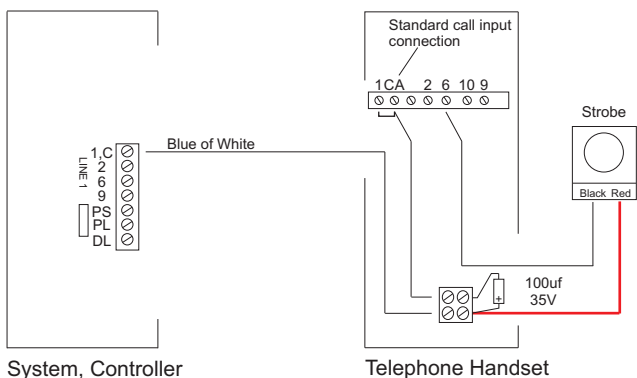 Standard call input
connection
1CA 2 6 10 9
Strobe
Black Red
Blue of White
LINE 1
1,C
2
6
9
PS
PL
DL
100uf
35V
+
System, Controller
Telephone Handset